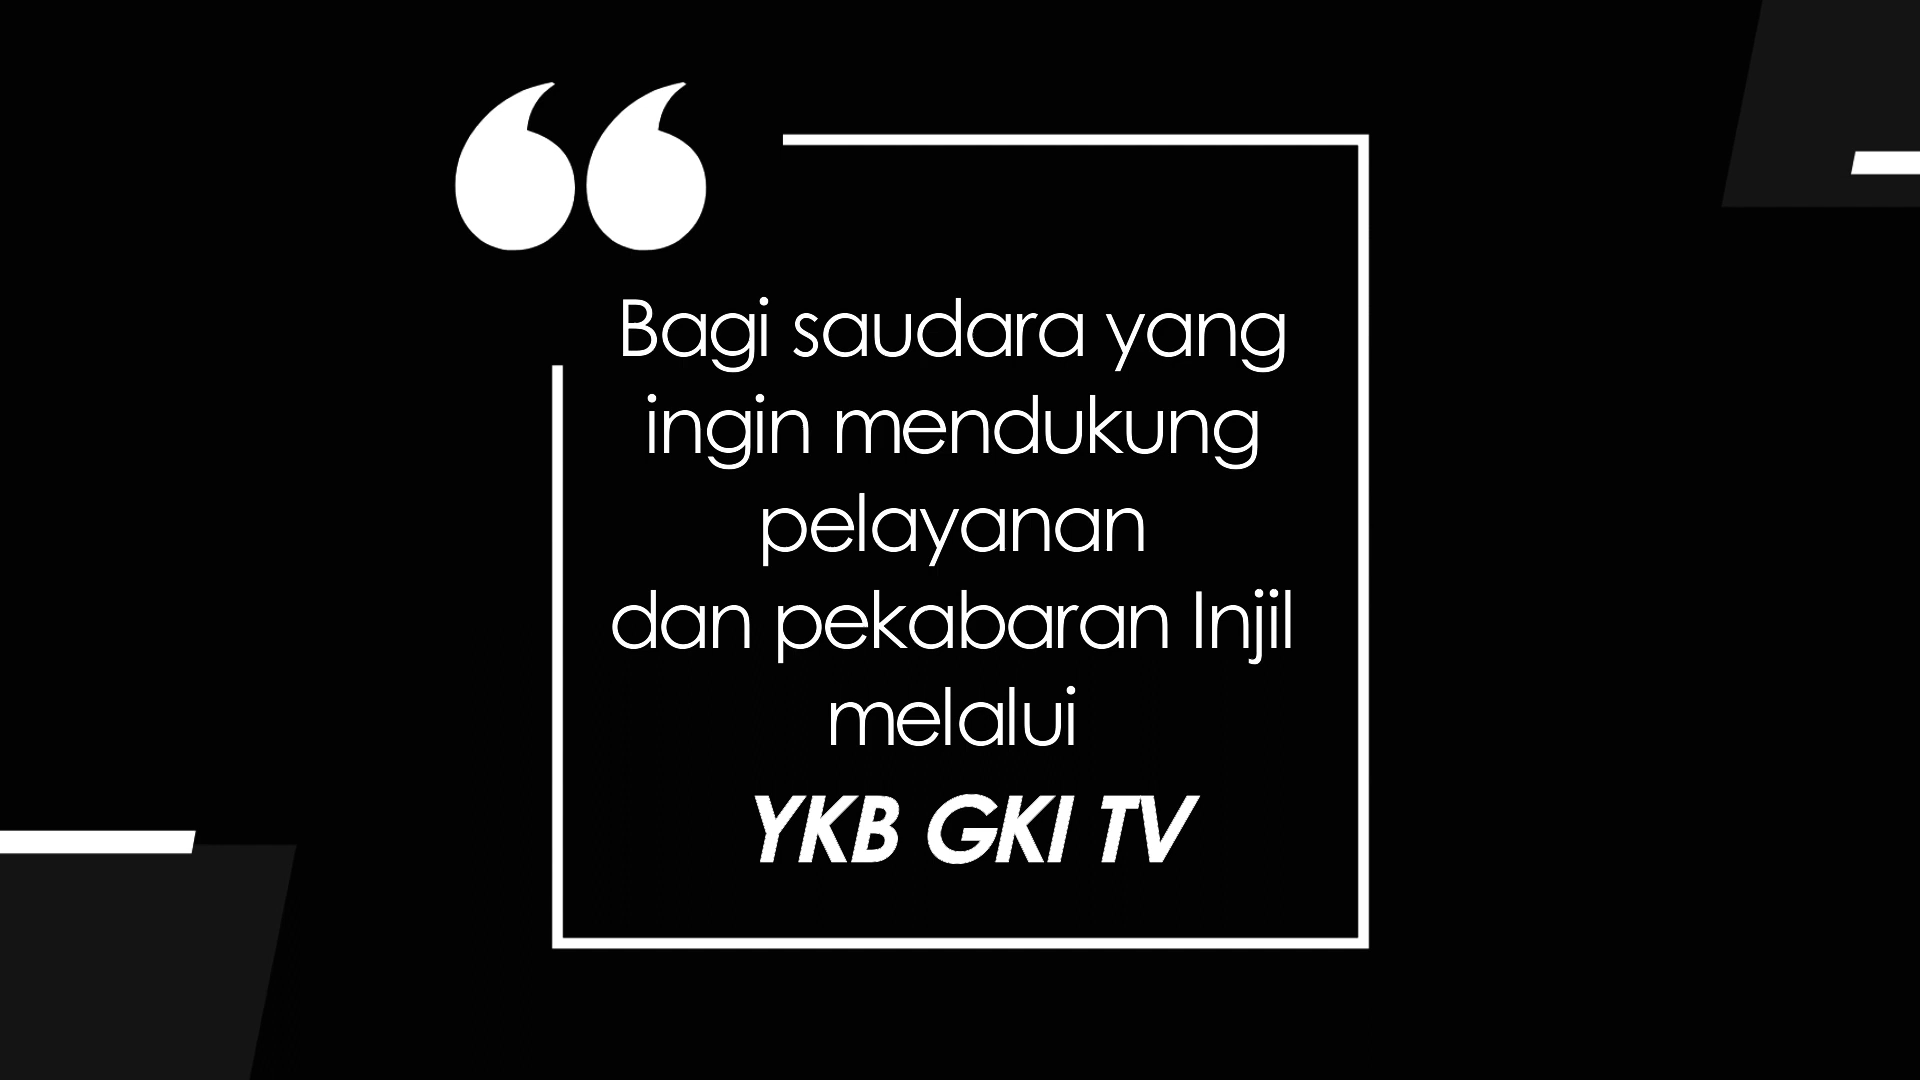 Bagi saudara yang
ingin mendukung
pelayanan
dan pekabaran Injil
melalui
YKB GKI TV